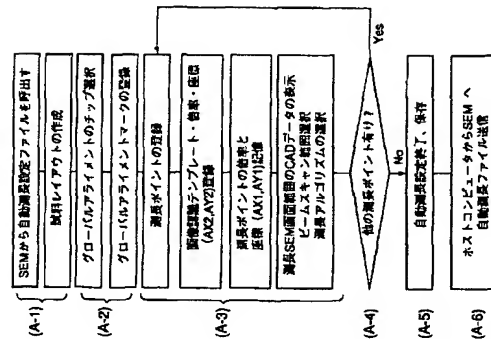 (A-1)
SEMから自動測長設定ファイルを呼出す
試料レイアウトの作成
(A-2)
グローバルアライメントのチップ選択
グローバルアライメントマークの登録
(A-3)
測長ポイントの登録
画像認識テンプレート・倍率・座標
(AX2,AY2)登録
測長ポイントの倍率と
座標(AX1,AY1)記憶
測長SEM画面範囲のCADデータの表示
ビームスキャン範囲選択
測長アルゴリズムの選択
(A-4)
他の測長ポイント有り?
Yes
No
(A-5)
自動測長設定終了、保存
(A-6)
ホストコンピュータからSEMへ
自動測長ファイル送信